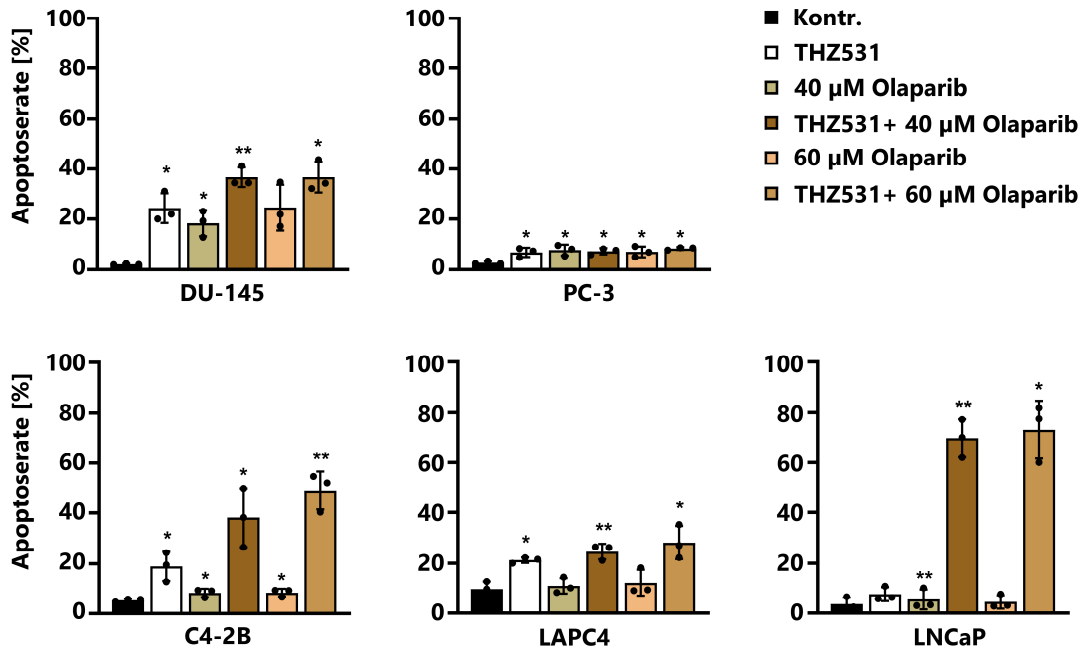 Apoptoserate [%]
100
80
60
40
20
0
* * ** *
DU-145
100
80
60
40
20
0
* * * * *
PC-3
Kontr.
THZ531
40 µM Olaparib
THZ531+ 40 µM Olaparib
60 µM Olaparib
THZ531+ 60 µM Olaparib
Apoptoserate [%]
100
80
60
40
20
0
* * * * **
C4-2B
100
80
60
40
20
0
* ** *
LAPC4
100
80
60
40
20
0
** ** *
LNCaP